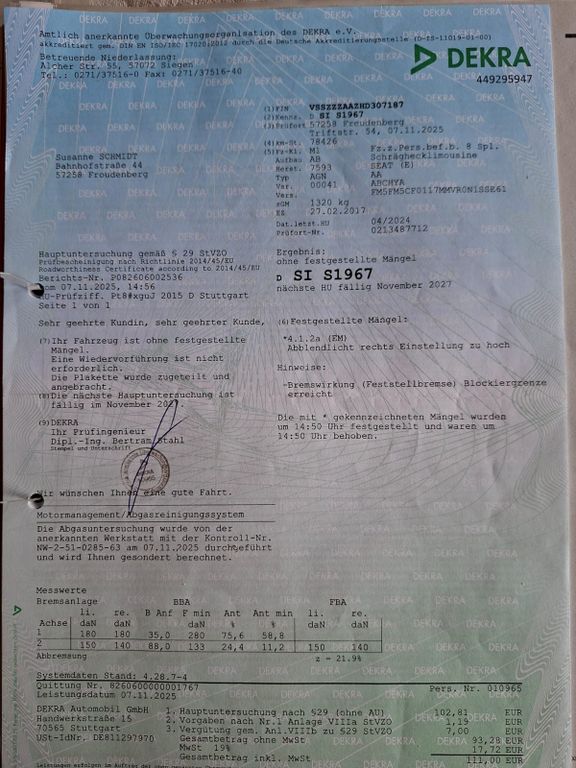 Amtlich anerkannte Überwachungsorganisation des DEKRA e.V.
akkreditiert gem. DIN EN ISO/IEC 17020:2012 durch die Deutsche Akkreditierungsstelle (D-IS-11019-01-00)
Betreuende Niederlassung:
Alcher Str. 55, 57072 Siegen
Tel.: 0271/37516-0 Fax: 0271/37516-40
DEKRA
449295947
(1) FIN VSSZZZAAZHD307187
(2) Kennz. D SI S1967
(3) Prüfort 57258 Freudenberg
Triftstr. 54, 07.11.2025
(4) km-St. 78426
(5) Fz-Kl. M1 Fz.z.Pers.bef.b. 8 Spl.
Aufbau AB Schräghecklimousine
Herst. 7593 SEAT (E)
Typ AGN AA
Var. 00041 ABCHYA
Vers. FM5FM5CF0117MMVR0N1SSE61
zGM 1320 kg
EZ 27.02.2017
Dat.letzt.HU 04/2024
Prüfort-Nr. 0213487712
Susanne SCHMIDT
Bahnhofstraße 44
57258 Freudenberg
Hauptuntersuchung gemäß § 29 StVZO
Prüfbescheinigung nach Richtlinie 2014/45/EU
Roadworthiness Certificate according to 2014/45/EU
Berichts-Nr. P082606002536
vom 07.11.2025, 14:56
HU-Prüfziff. Pt8#xguJ 2015 D Stuttgart
Seite 1 von 1
Ergebnis:
ohne festgestellte Mängel
D SI S1967
nächste HU fällig November 2027
Sehr geehrte Kundin, sehr geehrter Kunde,
(7) Ihr Fahrzeug ist ohne festgestellte
Mängel.
Eine Wiedervorführung ist nicht
erforderlich.
Die Plakette wurde zugeteilt und
angebracht.
(8) Die nächste Hauptuntersuchung ist
fällig im November 2027.
(9) DEKRA
Ihr Prüfingenieur
Dipl.-Ing. Bertram Stahl
Stempel und Unterschrift
(6) Festgestellte Mängel:
*4.1.2a (EM)
Abblendlicht rechts Einstellung zu hoch
Hinweise:
-Bremswirkung (Feststellbremse) Blockiergrenze
erreicht
Die mit * gekennzeichneten Mängel wurden
um 14:50 Uhr festgestellt und waren um
14:50 Uhr behoben.
Wir wünschen Ihnen eine gute Fahrt.
Motormanagement/Abgasreinigungssystem
Die Abgasuntersuchung wurde von der
anerkannten Werkstatt mit der Kontroll-Nr.
NW-2-51-0285-63 am 07.11.2025 durchgeführt
und wird Ihnen gesondert berechnet.
Messwerte
Bremsanlage BBA FBA
li. re. B Anf F min Ant Ant min li. re.
Achse daN daN daN % % daN daN
1 180 180 35,0 280 75,6 58,8
2 150 140 88,0 133 24,4 11,2 150 140
Abbremsung z = 21.9%
Systemdaten Stand: 4.28.7-4
Quittung Nr. 8260600000001767 Pers. Nr. 010965
Leistungsdatum 07.11.2025
DEKRA Automobil GmbH
Handwerkstraße 15
70565 Stuttgart
USt-IdNr. DE811297970
1. Hauptuntersuchung nach §29 (ohne AU) 102,81 EUR
2. Vorgaben nach Nr.1 Anlage VIIIa StVZO 1,19 EUR
3. Vergütung gem. Anl.VIIIb zu §29 StVZO 7,00 EUR
Gesamtbetrag ohne MwSt 93,28 EUR
MwSt 19% 17,72 EUR
Gesamtbetrag 111,00 EUR